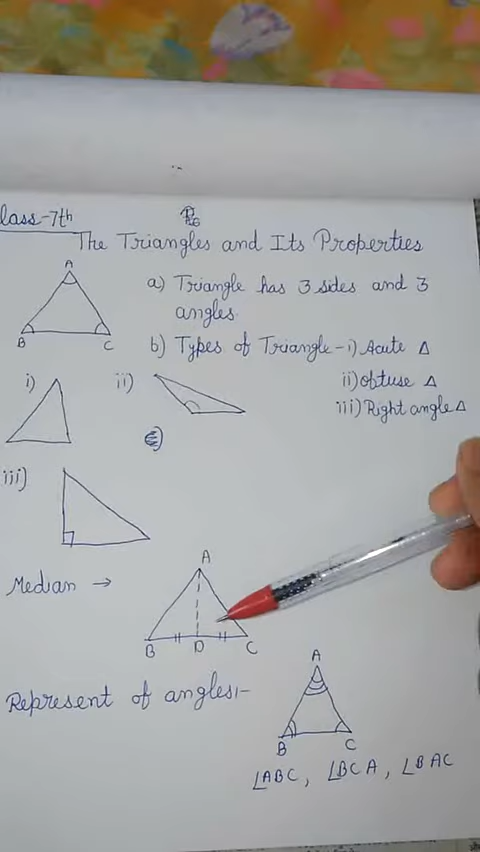 lass-7th
The Triangles and Its Properties
A
B C
a) Triangle has 3 sides and 3
angles
b) Types of Triangle - i) Acute Δ
ii) obtuse Δ
iii) Right angle Δ
i)
ii)
iii)
Median →
A
B D C
Represent of angles:-
A
B C
∠ABC, ∠BCA, ∠BAC